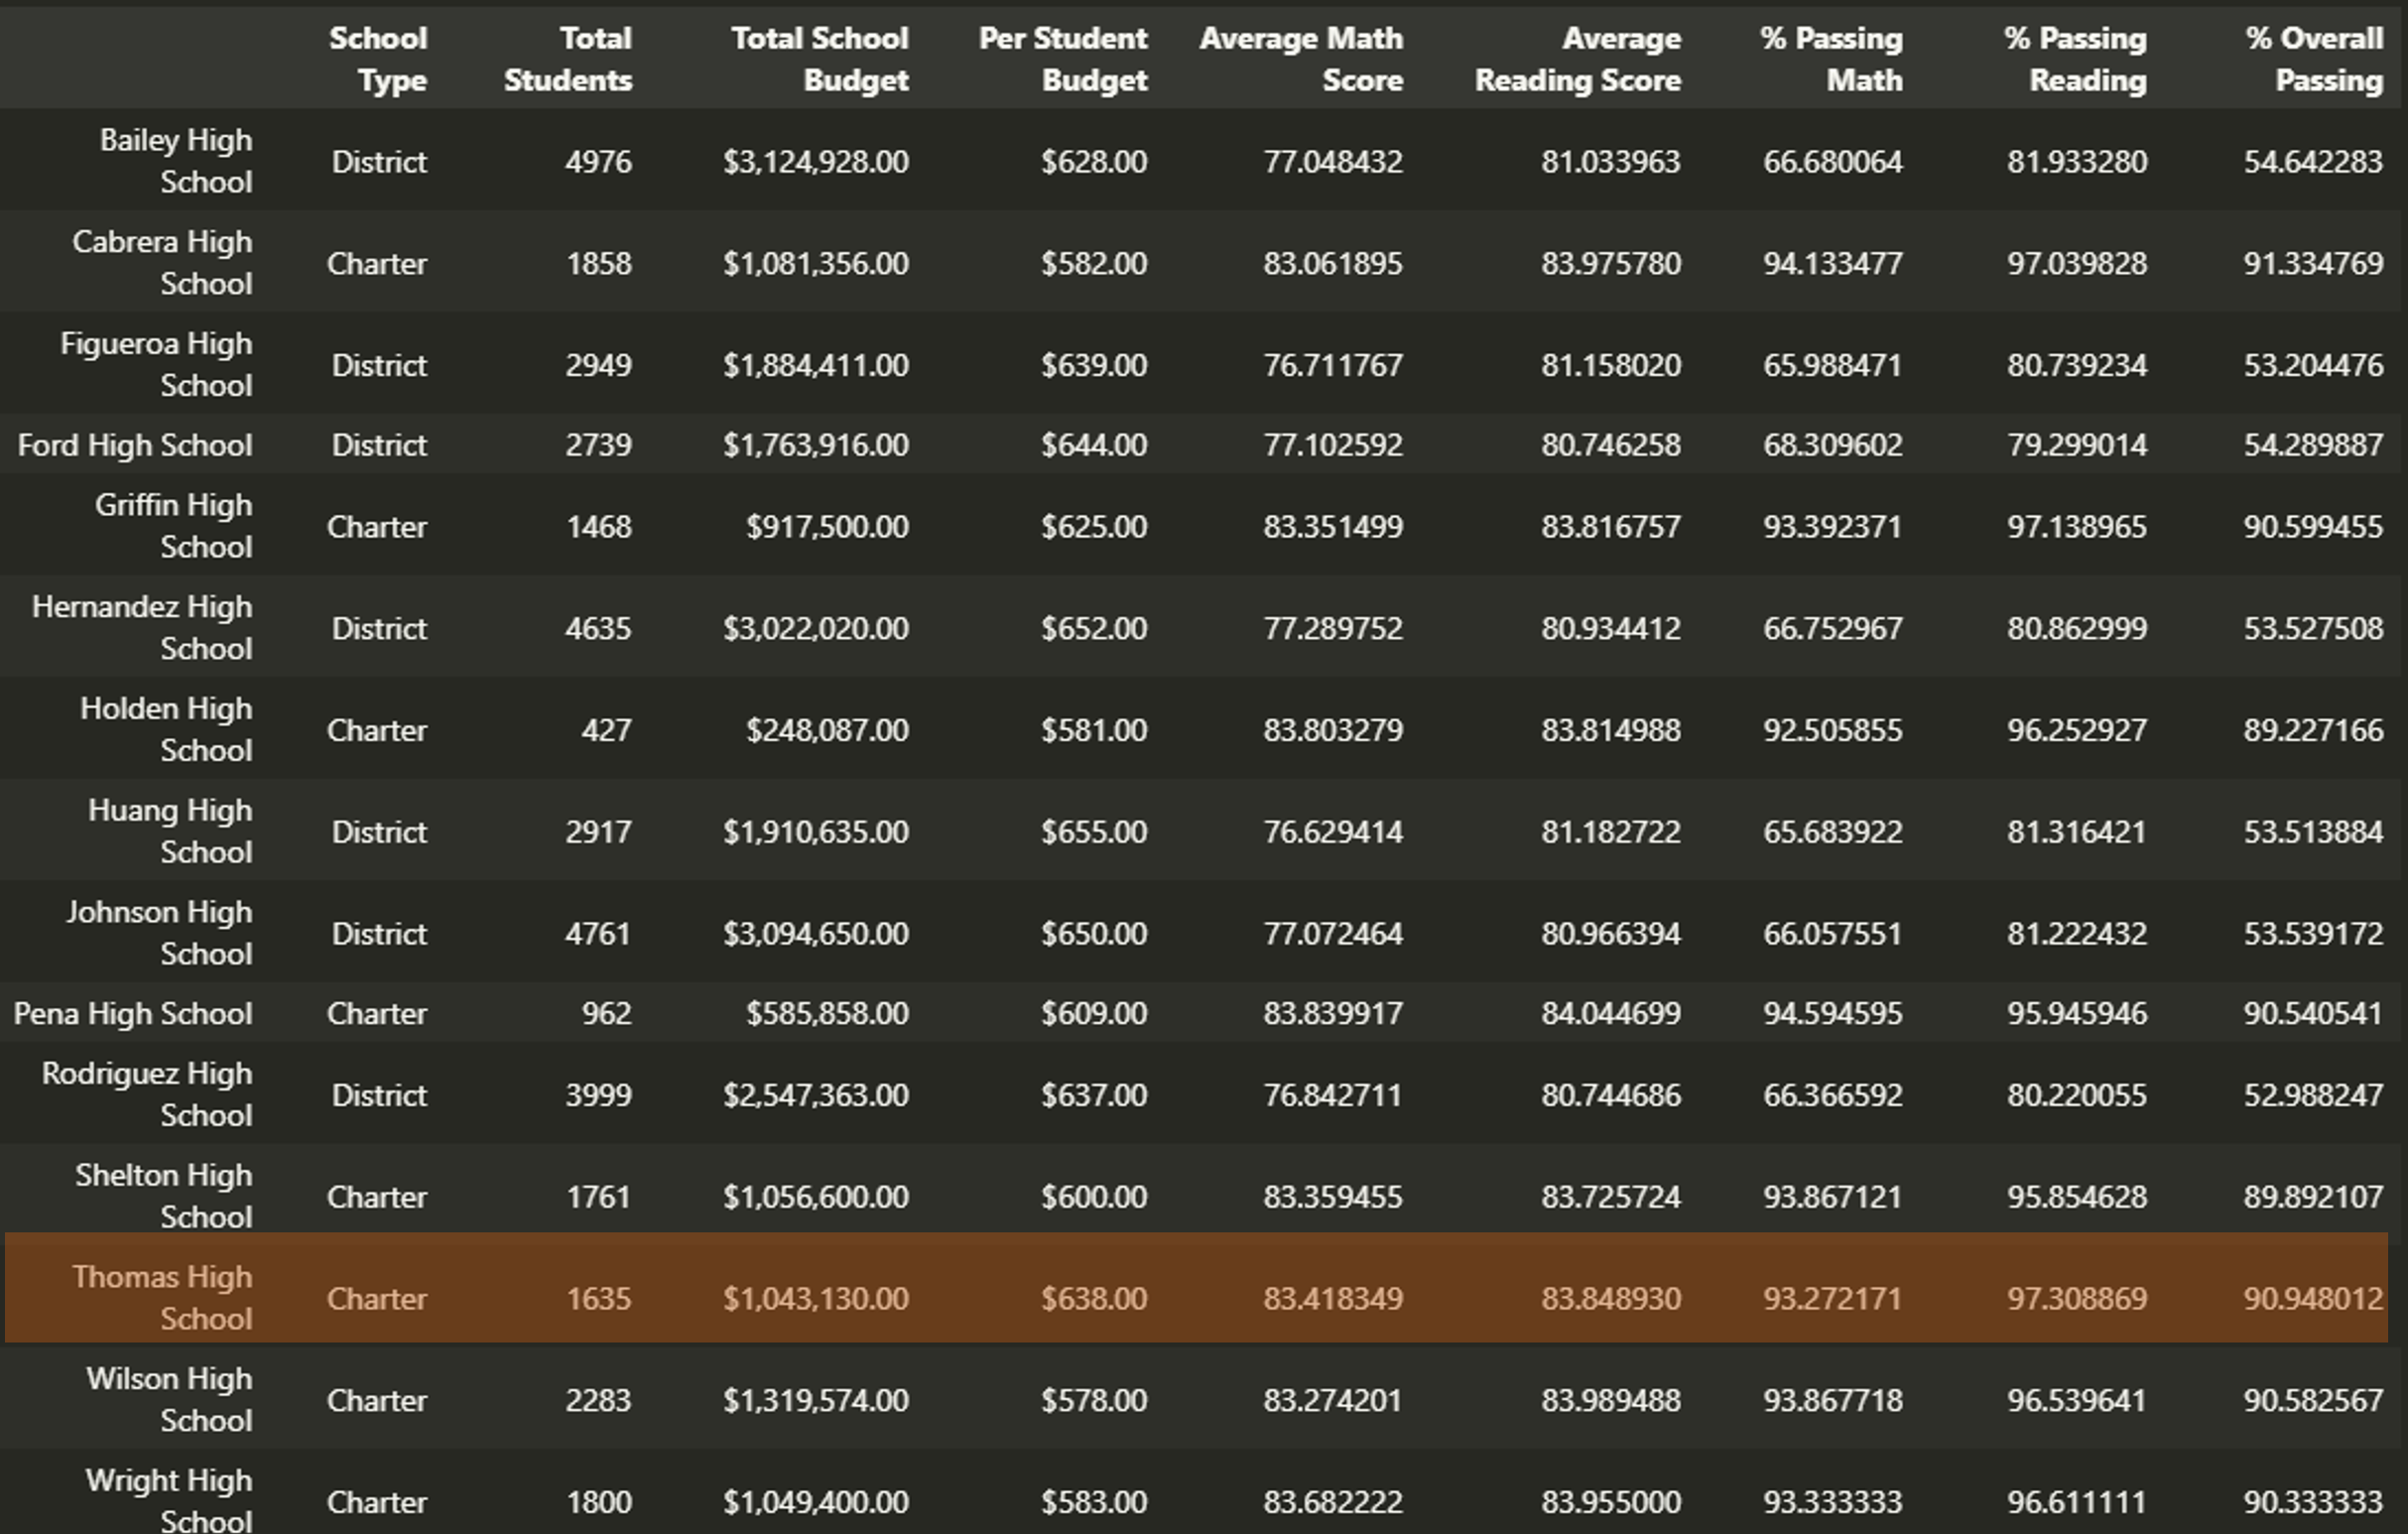 School Type Total Students Total School Budget Per Student Budget Average Math Score Average Reading Score % Passing Math % Passing Reading % Overall Passing
Bailey High School District 4976 $3,124,928.00 $628.00 77.048432 81.033963 66.680064 81.933280 54.642283
Cabrera High School Charter 1858 $1,081,356.00 $582.00 83.061895 83.975780 94.133477 97.039828 91.334769
Figueroa High School District 2949 $1,884,411.00 $639.00 76.711767 81.158020 65.988471 80.739234 53.204476
Ford High School District 2739 $1,763,916.00 $644.00 77.102592 80.746258 68.309602 79.299014 54.289887
Griffin High School Charter 1468 $917,500.00 $625.00 83.351499 83.816757 93.392371 97.138965 90.599455
Hernandez High School District 4635 $3,022,020.00 $652.00 77.289752 80.934412 66.752967 80.862999 53.527508
Holden High School Charter 427 $248,087.00 $581.00 83.803279 83.814988 92.505855 96.252927 89.227166
Huang High School District 2917 $1,910,635.00 $655.00 76.629414 81.182722 65.683922 81.316421 53.513884
Johnson High School District 4761 $3,094,650.00 $650.00 77.072464 80.966394 66.057551 81.222432 53.539172
Pena High School Charter 962 $585,858.00 $609.00 83.839917 84.044699 94.594595 95.945946 90.540541
Rodriguez High School District 3999 $2,547,363.00 $637.00 76.842711 80.744686 66.366592 80.220055 52.988247
Shelton High School Charter 1761 $1,056,600.00 $600.00 83.359455 83.725724 93.867121 95.854628 89.892107
Thomas High School Charter 1635 $1,043,130.00 $638.00 83.418349 83.848930 93.272171 97.308869 90.948012
Wilson High School Charter 2283 $1,319,574.00 $578.00 83.274201 83.989488 93.867718 96.539641 90.582567
Wright High School Charter 1800 $1,049,400.00 $583.00 83.682222 83.955000 93.333333 96.611111 90.333333